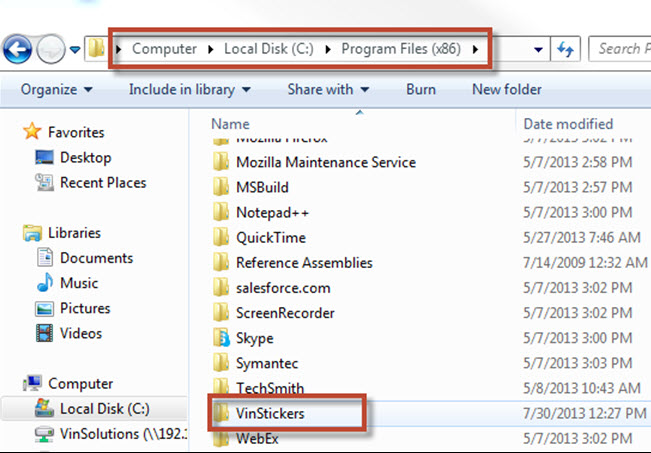 Computer Local Disk (C:) Program Files (x86) Search P
Organize Include in library Share with Burn New folder
Name Date modified
Favorites
Desktop
Recent Places
Libraries
Documents
Music
Pictures
Videos
Computer
Local Disk (C:)
VinSolutions (\\192.
Mozilla Firefox 5/7/2013 3:02 PM
Mozilla Maintenance Service 5/7/2013 2:58 PM
MSBuild 5/7/2013 2:57 PM
Notepad++ 5/7/2013 3:00 PM
QuickTime 5/27/2013 7:46 AM
Reference Assemblies 7/14/2009 12:32 AM
salesforce.com 5/7/2013 3:02 PM
ScreenRecorder 5/7/2013 3:02 PM
Skype 5/7/2013 3:00 PM
Symantec 5/7/2013 3:03 PM
TechSmith 5/8/2013 10:43 AM
VinStickers 7/30/2013 12:27 PM
WebEx 5/7/2013 3:02 PM